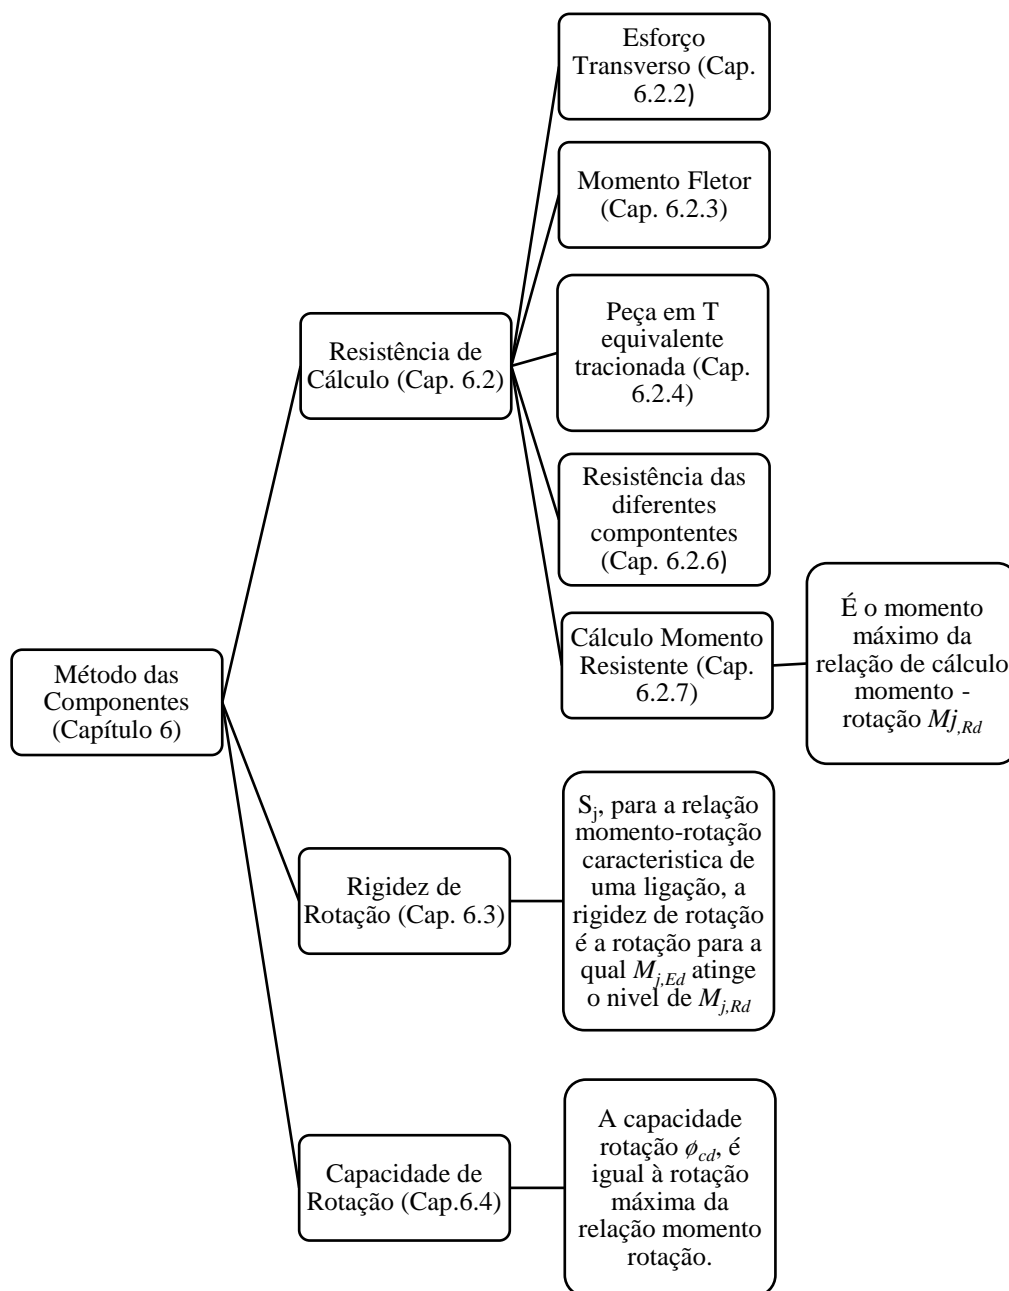 Esforço
Transverso (Cap.
6.2.2)
Momento Fletor
(Cap. 6.2.3)
Peça em T
equivalente
tracionada (Cap.
6.2.4)
Resistência de
Cálculo (Cap. 6.2)
Resistência das
diferentes
compontentes
(Cap. 6.2.6)
Cálculo Momento
Resistente (Cap.
6.2.7)
É o momento
máximo da
relação de cálculo
momento -
rotação Mj,Rd
Método das
Componentes
(Capítulo 6)
Sj, para a relação
momento-rotação
caracteristica de
uma ligação, a
rigidez de rotação
é a rotação para a
qual Mj,Ed atinge
o nivel de Mj,Rd
Rigidez de
Rotação (Cap. 6.3)
A capacidade
rotação ϕcd, é
igual à rotação
máxima da
relação momento
rotação.
Capacidade de
Rotação (Cap.6.4)